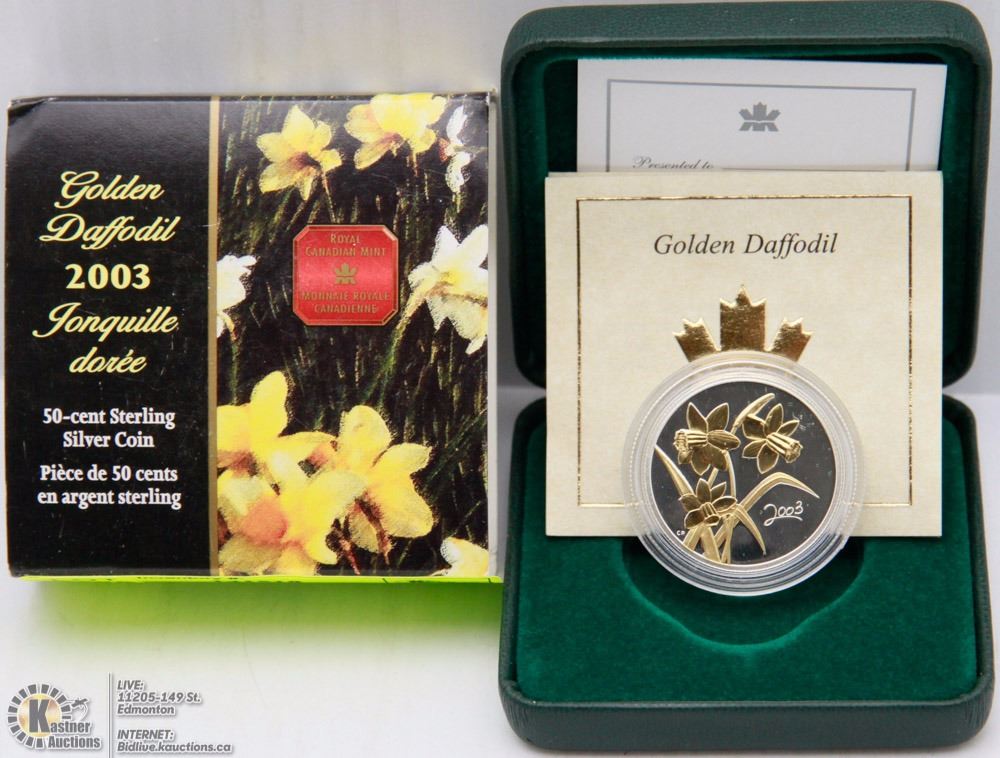 Golden
Daffodil
2003
Jonquille
dorée
50-cent Sterling
Silver Coin
Pièce de 50 cents
en argent sterling
ROYAL
CANADIAN MINT
MONNAIE ROYALE
CANADIENNE
Presented to
Golden Daffodil
2003
Kastner
Auctions
LIVE:
11205-149 St.
Edmonton
INTERNET:
Bidlive.kauctions.ca